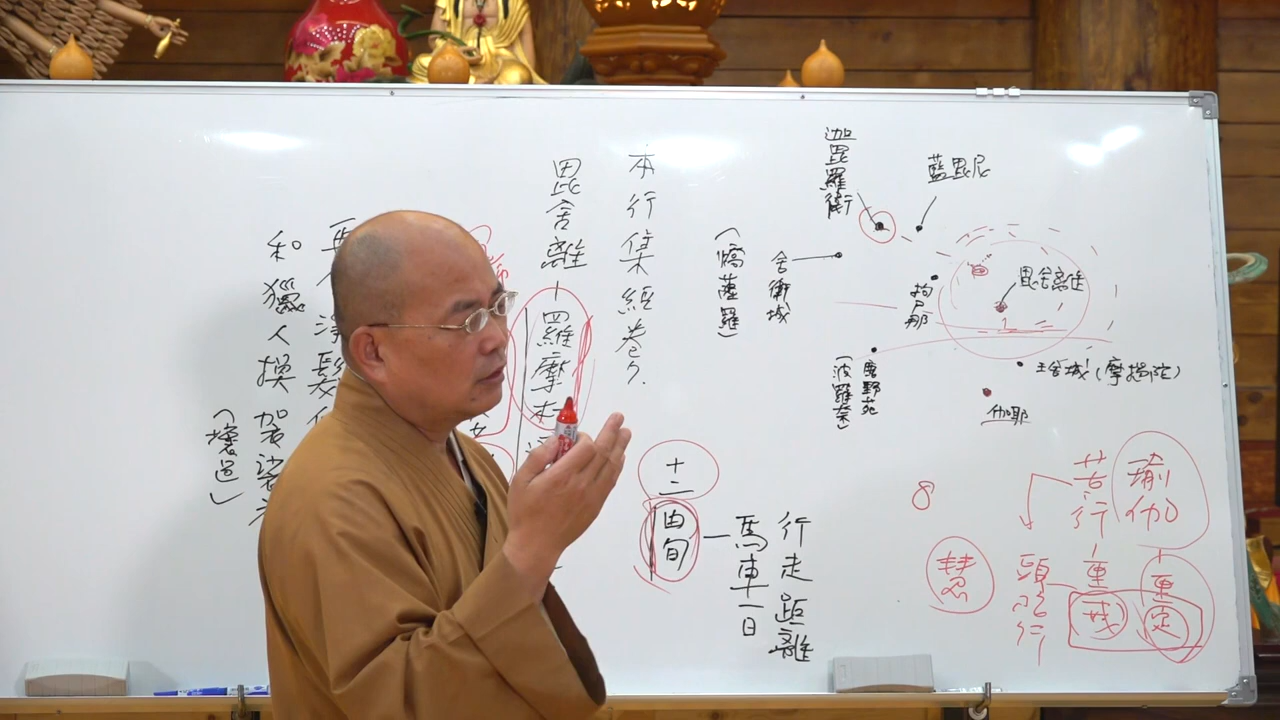 本行集經卷
毘舍離－羅摩村
和獵人換袈裟
(壞色)
十二
由旬－馬車一日
行走距離
迦毘羅衛
藍毘尼
舍衛城
(憍薩羅)
毘舍離
拘尸那
鹿野苑
(波羅奈)
王舍城(摩揭陀)
伽耶
8
瑜伽－重定
苦行－重戒
頭陀行
慧